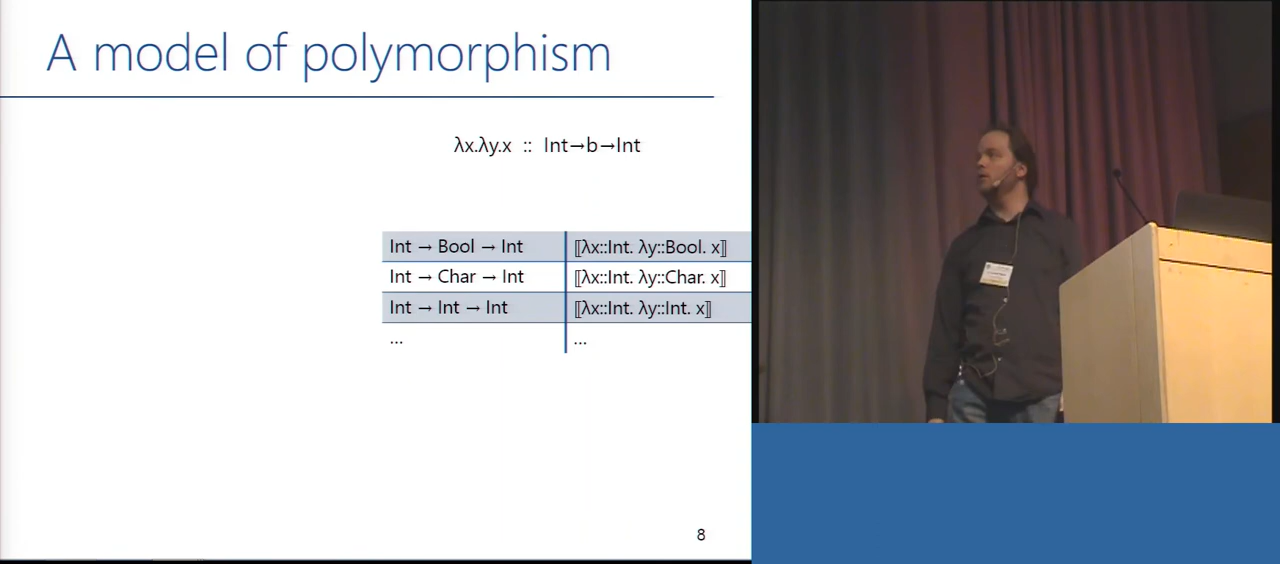 A model of polymorphism
λx.λy.x :: Int→b→Int
Int → Bool → Int ⟦λx::Int. λy::Bool. x⟧
Int → Char → Int ⟦λx::Int. λy::Char. x⟧
Int → Int → Int ⟦λx::Int. λy::Int. x⟧
... ...
8